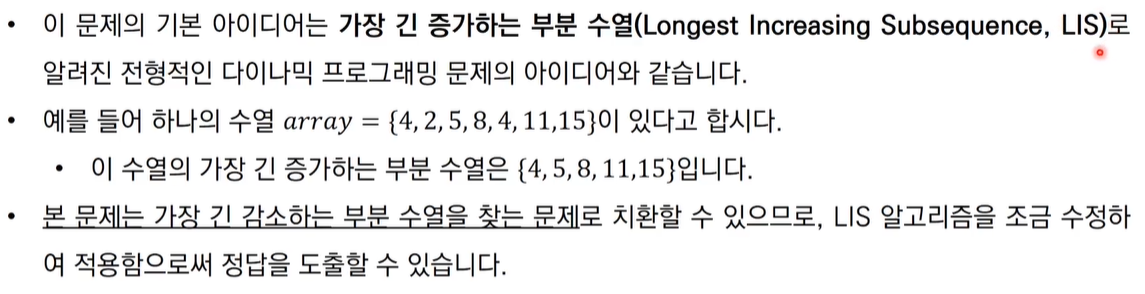 • 이 문제의 기본 아이디어는 가장 긴 증가하는 부분 수열(Longest Increasing Subsequence, LIS)로
알려진 전형적인 다이나믹 프로그래밍 문제의 아이디어와 같습니다.
• 예를 들어 하나의 수열 array = {4, 2, 5, 8, 4, 11, 15}이 있다고 합시다.
• 이 수열의 가장 긴 증가하는 부분 수열은 {4, 5, 8, 11, 15}입니다.
• 본 문제는 가장 긴 감소하는 부분 수열을 찾는 문제로 치환할 수 있으므로, LIS 알고리즘을 조금 수정하
여 적용함으로써 정답을 도출할 수 있습니다.